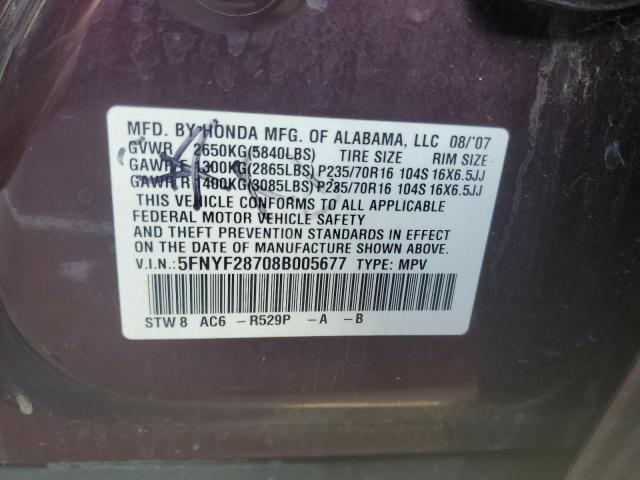 MFD. BY HONDA MFG. OF ALABAMA, LLC 08/'07
GVWR 2650KG(5840LBS) TIRE SIZE RIM SIZE
GAWR F 1300KG(2865LBS) P235/70R16 104S 16X6.5JJ
GAWR R 1400KG(3085LBS) P235/70R16 104S 16X6.5JJ
THIS VEHICLE CONFORMS TO ALL APPLICABLE
FEDERAL MOTOR VEHICLE SAFETY
AND THEFT PREVENTION STANDARDS IN EFFECT
ON THE DATE OF MANUFACTURE SHOWN ABOVE.
V.I.N.: 5FNYF28708B005677 TYPE: MPV
STW8 AC6 -R529P -A -B